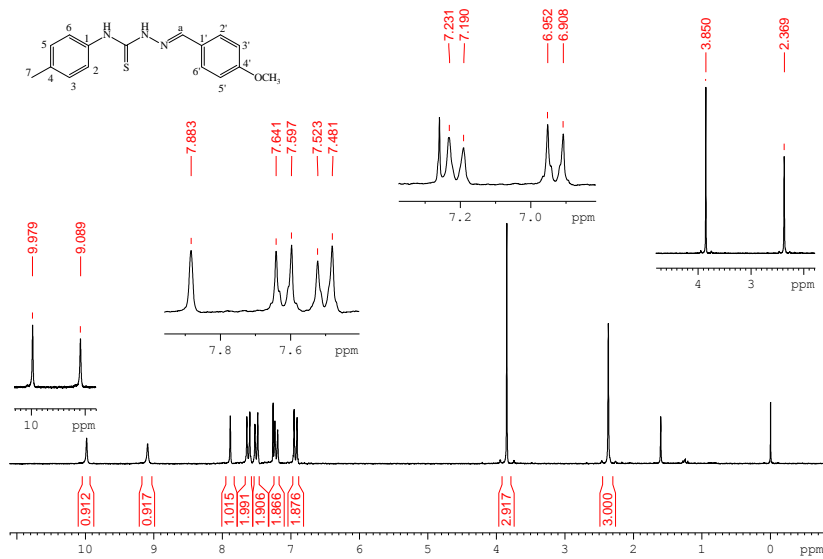 6 NH NH a 2'
5 1 N 1' 3'
2 6' 4'
4 S 5' OCH3
7 3
7.231
7.190
6.952
6.908
3.850
2.369
7.883
7.641
7.597
7.523
7.481
9.979
9.089
7.2 7.0 ppm
4 3 ppm
7.8 7.6 ppm
10 ppm
0.912
0.917
1.015
1.991
1.906
1.866
1.876
2.917
3.000
10 9 8 7 6 5 4 3 2 1 0 ppm